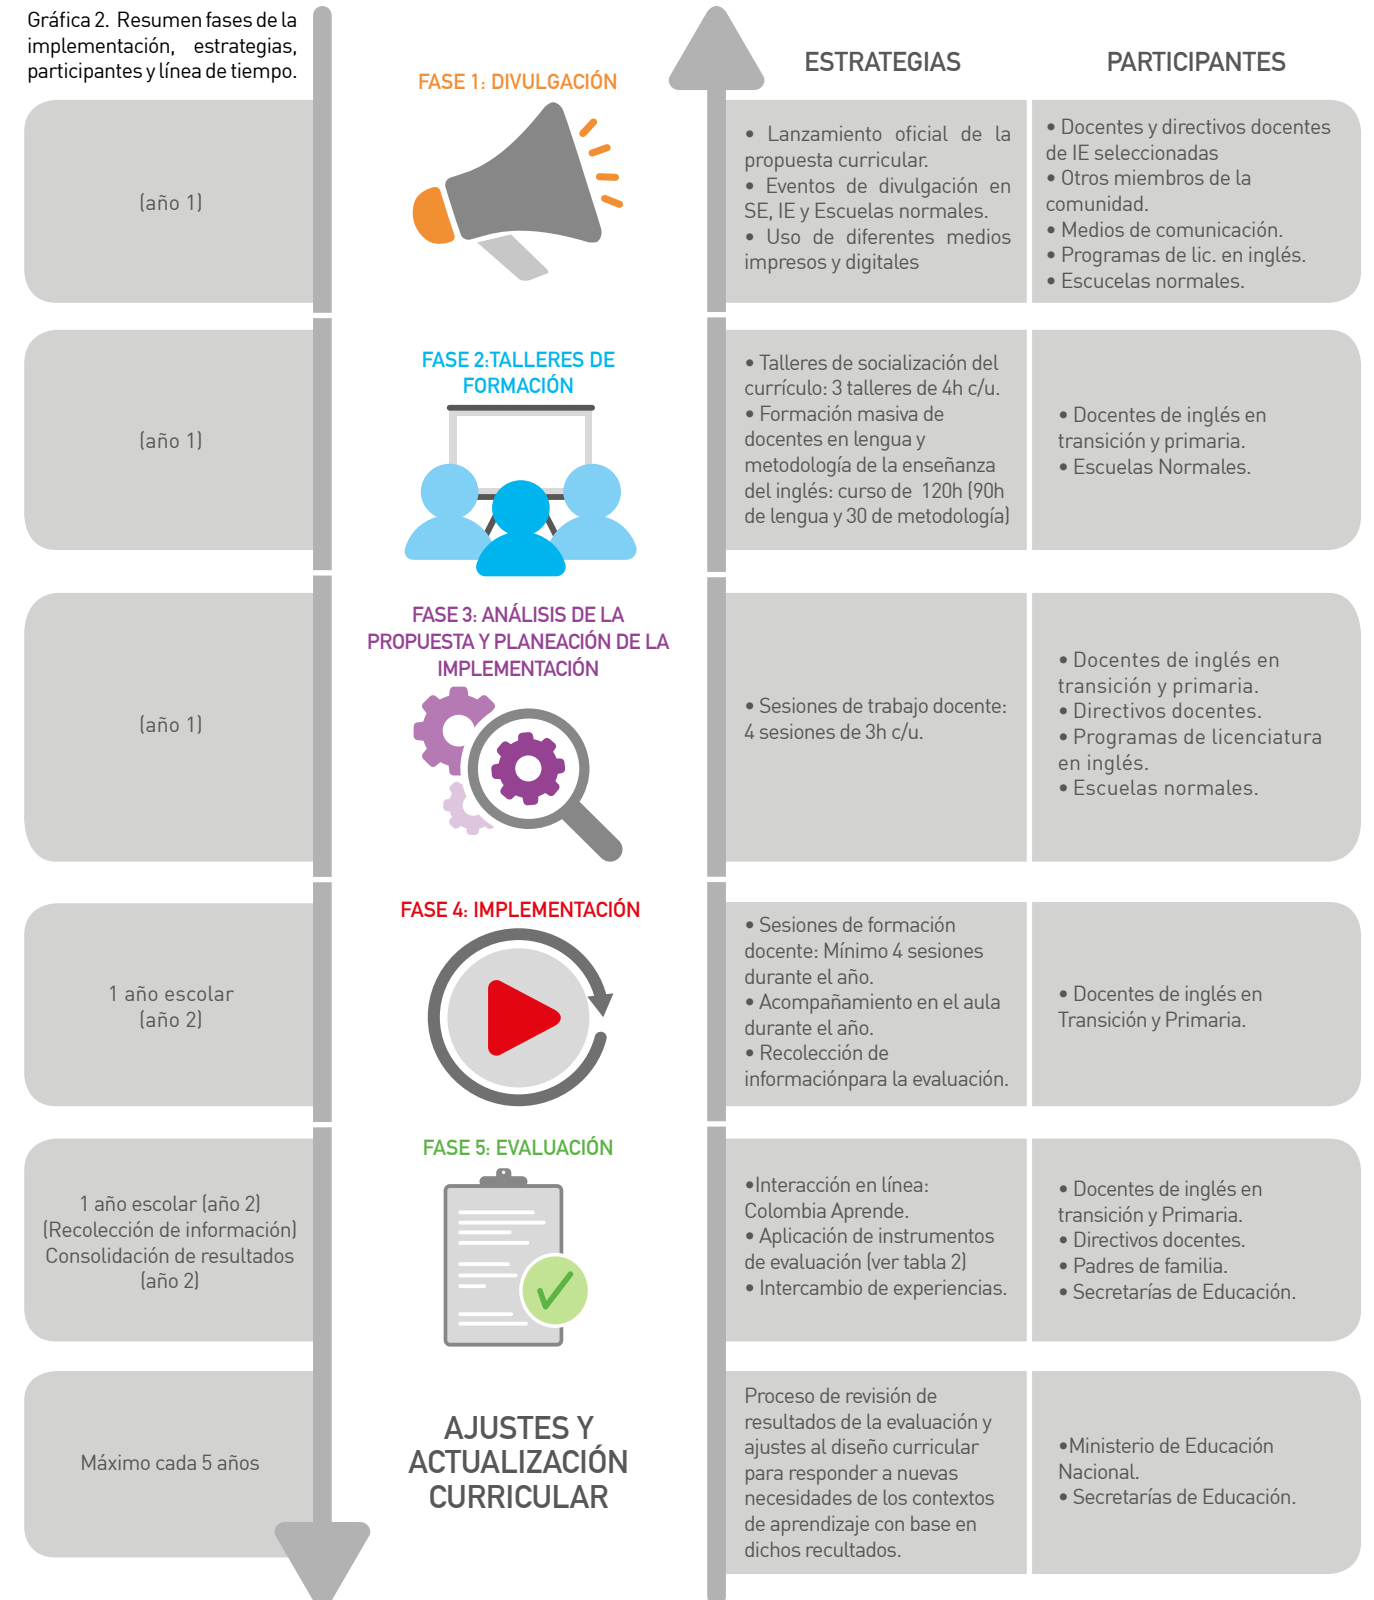 Gráfica 2. Resumen fases de la
implementación, estrategias,
participantes y línea de tiempo.
ESTRATEGIAS
PARTICIPANTES
FASE 1: DIVULGACIÓN
(año 1)
• Lanzamiento oficial de la
propuesta curricular.
• Eventos de divulgación en
SE, IE y Escuelas normales.
• Uso de diferentes medios
impresos y digitales
• Docentes y directivos docentes
de IE seleccionadas
• Otros miembros de la
comunidad.
• Medios de comunicación.
• Programas de lic. en inglés.
• Escucelas normales.
FASE 2:TALLERES DE
FORMACIÓN
(año 1)
• Talleres de socialización del
currículo: 3 talleres de 4h c/u.
• Formación masiva de
docentes en lengua y
metodología de la enseñanza
del inglés: curso de 120h (90h
de lengua y 30 de metodología)
• Docentes de inglés en
transición y primaria.
• Escuelas Normales.
FASE 3: ANÁLISIS DE LA
PROPUESTA Y PLANEACIÓN DE LA
IMPLEMENTACIÓN
(año 1)
• Sesiones de trabajo docente:
4 sesiones de 3h c/u.
• Docentes de inglés en
transición y primaria.
• Directivos docentes.
• Programas de licenciatura
en inglés.
• Escuelas normales.
FASE 4: IMPLEMENTACIÓN
1 año escolar
(año 2)
• Sesiones de formación
docente: Mínimo 4 sesiones
durante el año.
• Acompañamiento en el aula
durante el año.
• Recolección de
informaciónpara la evaluación.
• Docentes de inglés en
Transición y Primaria.
FASE 5: EVALUACIÓN
1 año escolar (año 2)
(Recolección de información)
Consolidación de resultados
(año 2)
•Interacción en línea:
Colombia Aprende.
• Aplicación de instrumentos
de evaluación (ver tabla 2)
• Intercambio de experiencias.
• Docentes de inglés en
transición y Primaria.
• Directivos docentes.
• Padres de familia.
• Secretarías de Educación.
AJUSTES Y
ACTUALIZACIÓN
CURRICULAR
Máximo cada 5 años
Proceso de revisión de
resultados de la evaluación y
ajustes al diseño curricular
para responder a nuevas
necesidades de los contextos
de aprendizaje con base en
dichos recultados.
•Ministerio de Educación
Nacional.
• Secretarías de Educación.